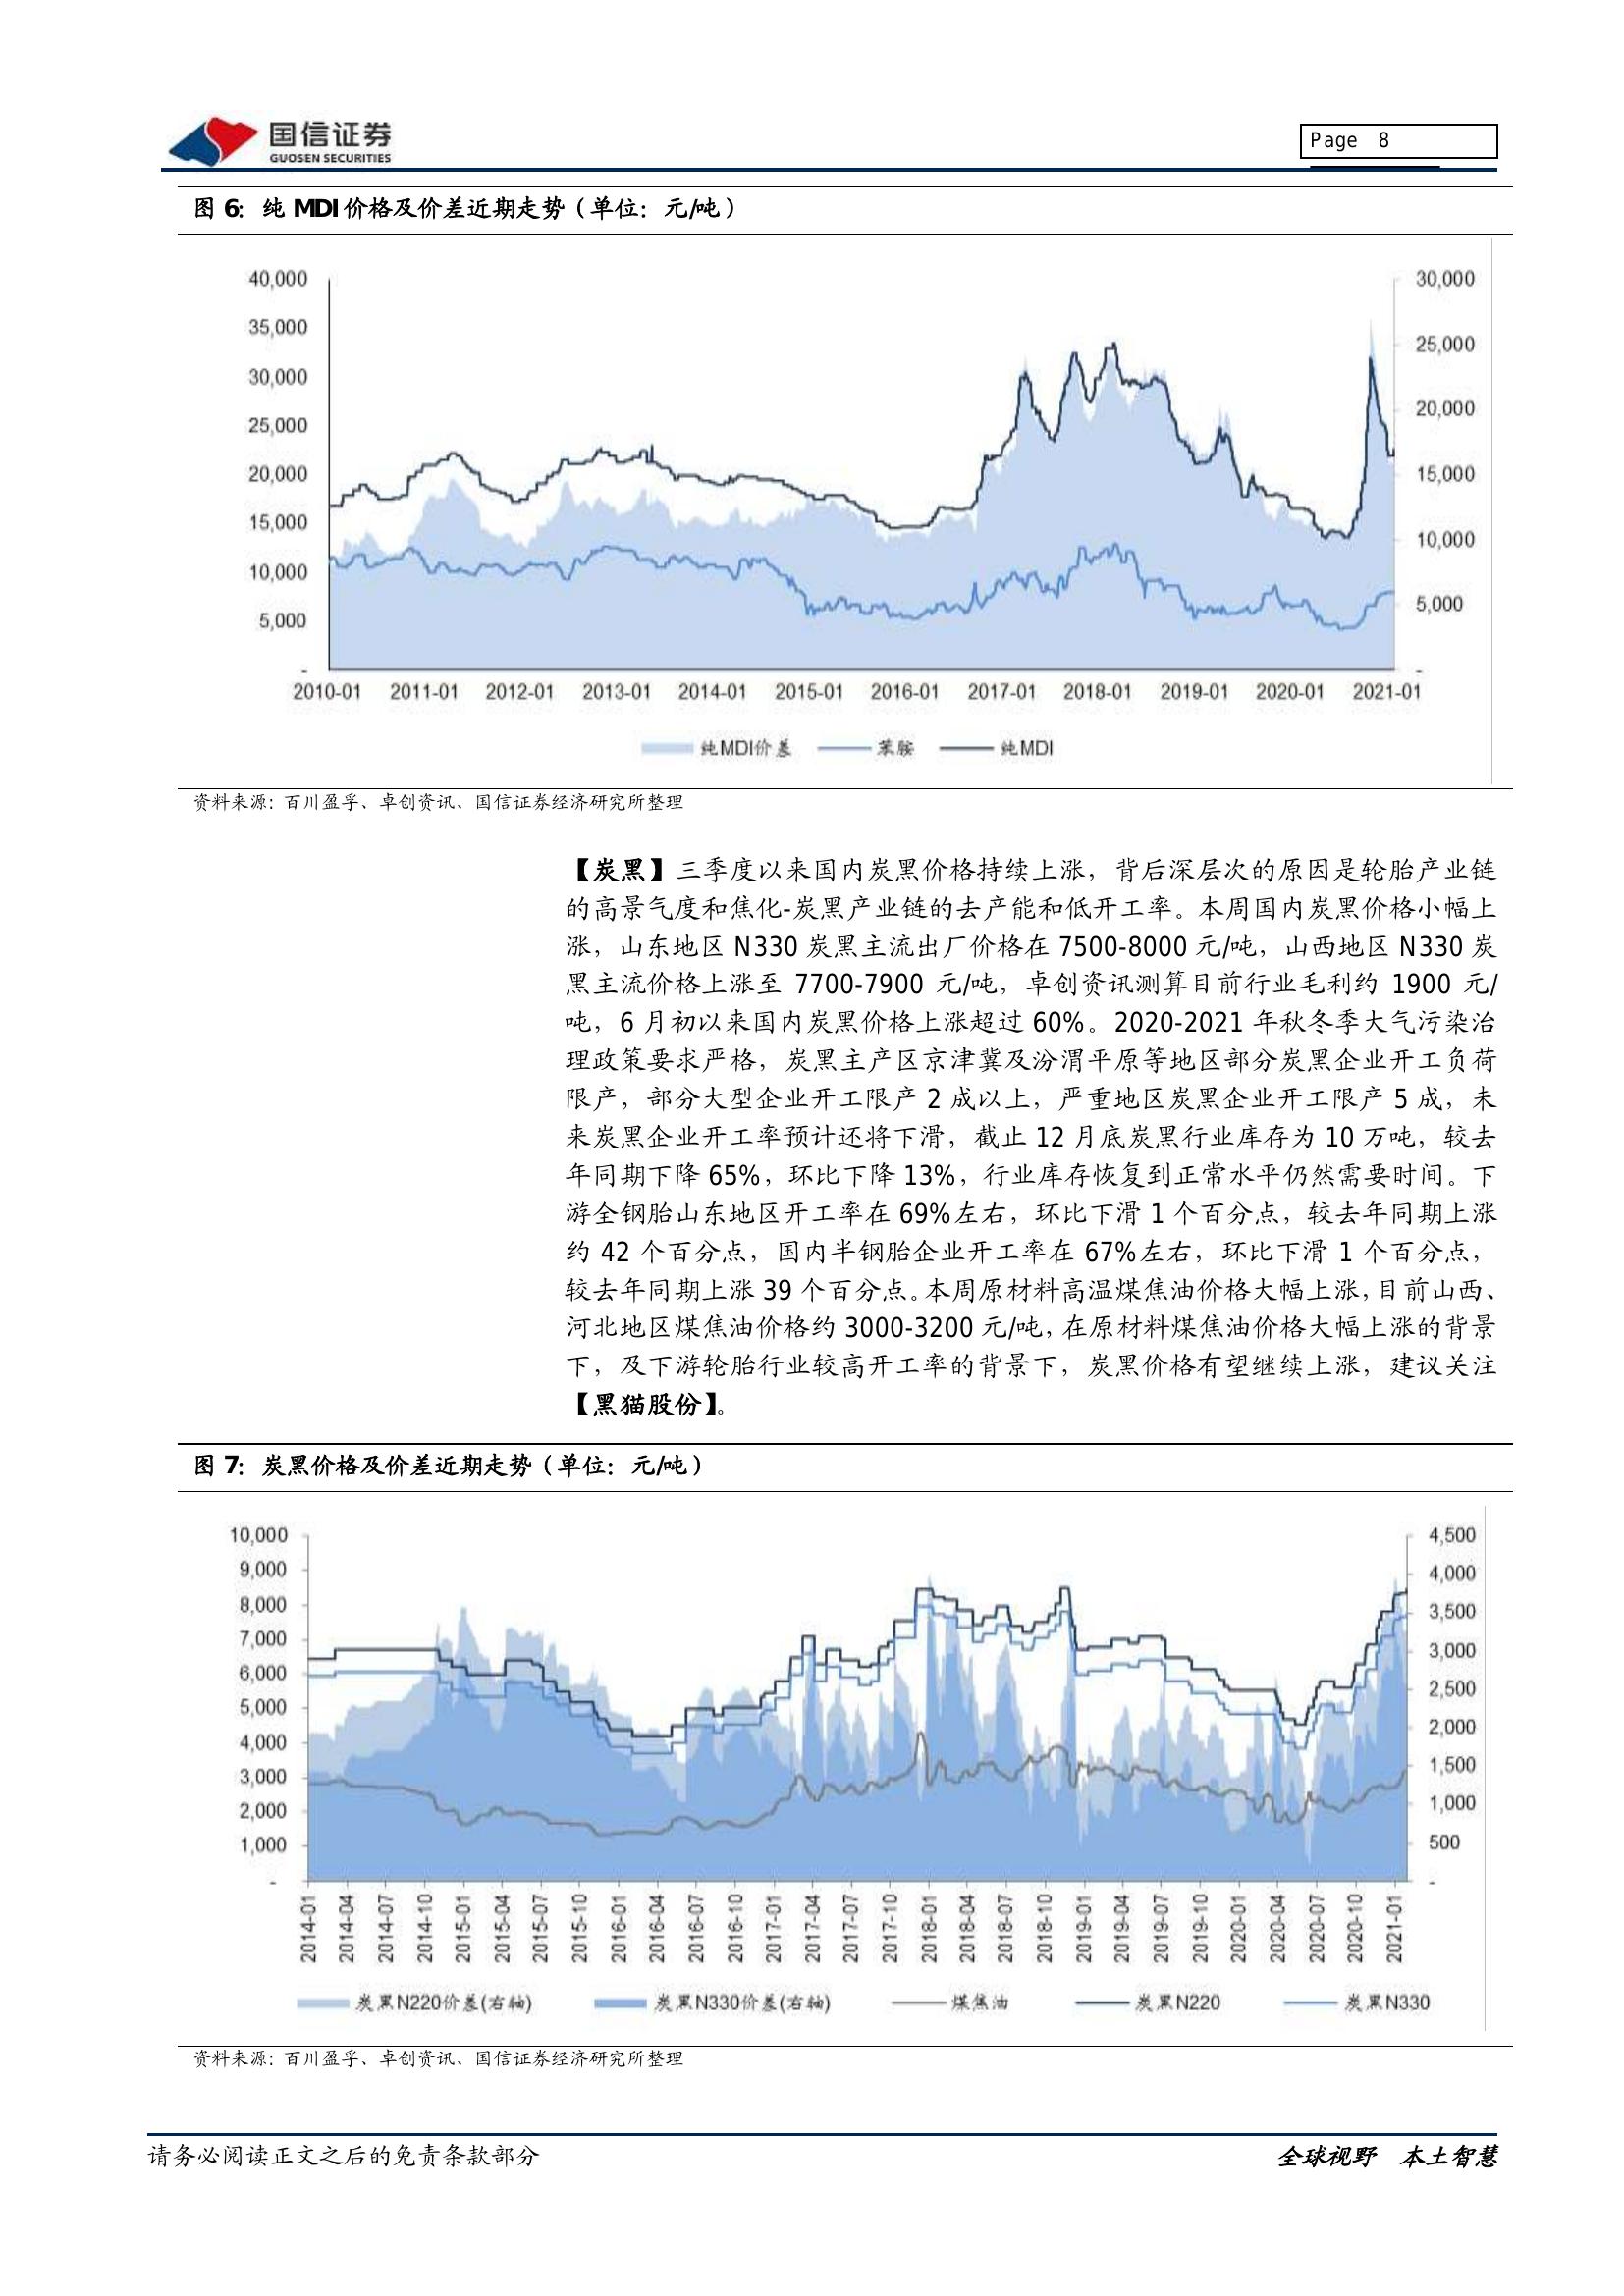 国信证券
GUOSEN SECURITIES
Page 8
图 6：纯 MDI 价格及价差近期走势（单位：元/吨）
40,000
35,000
30,000
25,000
20,000
15,000
10,000
5,000
-
30,000
25,000
20,000
15,000
10,000
5,000
-
2010-01 2011-01 2012-01 2013-01 2014-01 2015-01 2016-01 2017-01 2018-01 2019-01 2020-01 2021-01
纯MDI价差 苯胺 纯MDI
资料来源：百川盈孚、卓创资讯、国信证券经济研究所整理
【炭黑】三季度以来国内炭黑价格持续上涨，背后深层次的原因是轮胎产业链
的高景气度和焦化-炭黑产业链的去产能和低开工率。本周国内炭黑价格小幅上
涨，山东地区 N330 炭黑主流出厂价格在 7500-8000 元/吨，山西地区 N330 炭
黑主流价格上涨至 7700-7900 元/吨，卓创资讯测算目前行业毛利约 1900 元/
吨，6 月初以来国内炭黑价格上涨超过 60%。2020-2021 年秋冬季大气污染治
理政策要求严格，炭黑主产区京津冀及汾渭平原等地区部分炭黑企业开工负荷
限产，部分大型企业开工限产 2 成以上，严重地区炭黑企业开工限产 5 成，未
来炭黑企业开工率预计还将下滑，截止 12 月底炭黑行业库存为 10 万吨，较去
年同期下降 65%，环比下降 13%，行业库存恢复到正常水平仍然需要时间。下
游全钢胎山东地区开工率在 69%左右，环比下滑 1 个百分点，较去年同期上涨
约 42 个百分点，国内半钢胎企业开工率在 67%左右，环比下滑 1 个百分点，
较去年同期上涨 39 个百分点。本周原材料高温煤焦油价格大幅上涨，目前山西、
河北地区煤焦油价格约 3000-3200 元/吨，在原材料煤焦油价格大幅上涨的背景
下，及下游轮胎行业较高开工率的背景下，炭黑价格有望继续上涨，建议关注
【黑猫股份】。
图 7：炭黑价格及价差近期走势（单位：元/吨）
10,000
9,000
8,000
7,000
6,000
5,000
4,000
3,000
2,000
1,000
-
4,500
4,000
3,500
3,000
2,500
2,000
1,500
1,000
500
-
2014-01 2014-04 2014-07 2014-10 2015-01 2015-04 2015-07 2015-10 2016-01 2016-04 2016-07 2016-10 2017-01 2017-04 2017-07 2017-10 2018-01 2018-04 2018-07 2018-10 2019-01 2019-04 2019-07 2019-10 2020-01 2020-04 2020-07 2020-10 2021-01
炭黑N220价差(右轴) 炭黑N330价差(右轴) 煤焦油 炭黑N220 炭黑N330
资料来源：百川盈孚、卓创资讯、国信证券经济研究所整理
请务必阅读正文之后的免责条款部分
全球视野 本土智慧